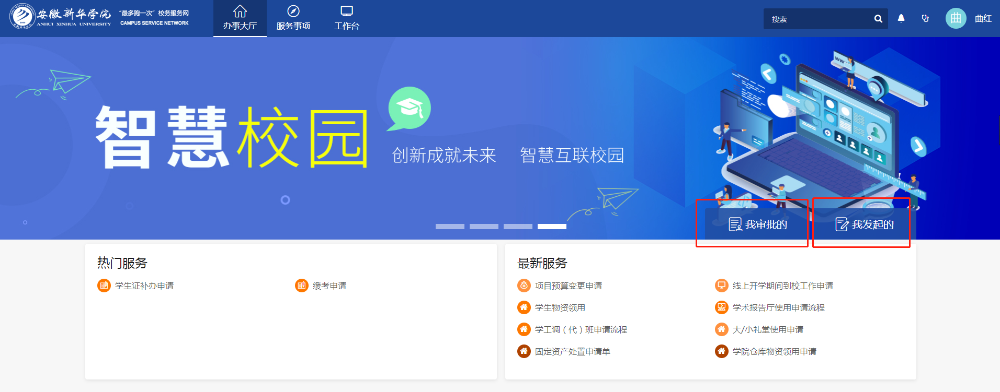 安徽新华学院
ANHUI XINHUA UNIVERSITY
“最多跑一次”校务服务网
CAMPUS SERVICE NETWORK
办事大厅
服务事项
工作台
搜索
曲
曲红
智慧校园
创新成就未来 智慧互联校园
我审批的
我发起的
热门服务
学生证补办申请
缓考申请
最新服务
项目预算变更申请
线上开学期间到校工作申请
学生物资领用
学术报告厅使用申请流程
学工调（代）班申请流程
大/小礼堂使用申请
固定资产处置申请单
学院仓库物资领用申请